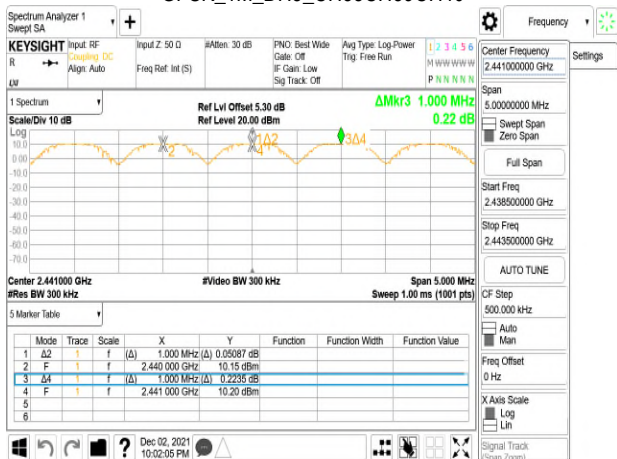 Spectrum Analyzer 1
Swept SA
+
Frequency
KEYSIGHT
R
Input: RF
Coupling: DC
Align: Auto
Input Z: 50 Ω
Freq Ref: Int (S)
#Atten: 30 dB
PNO: Best Wide
Gate: Off
IF Gain: Low
Sig Track: Off
Avg Type: Log-Power
Trig: Free Run
1 2 3 4 5 6
M W W W W W
P N N N N N
Center Frequency
2.441000000 GHz
Settings
Span
5.00000000 MHz
Swept Span
Zero Span
Full Span
Start Freq
2.438500000 GHz
Stop Freq
2.443500000 GHz
AUTO TUNE
CF Step
500.000 kHz
Auto
Man
Freq Offset
0 Hz
X Axis Scale
Log
Lin
Signal Track
(Span Zoom)
1 Spectrum
Scale/Div 10 dB
Ref Lvl Offset 5.30 dB
Ref Level 20.00 dBm
ΔMkr3 1.000 MHz
0.22 dB
Log
10.0
0.00
-10.0
-20.0
-30.0
-40.0
-50.0
-60.0
-70.0
2
1Δ2
4
3Δ4
Center 2.441000 GHz
#Res BW 300 kHz
#Video BW 300 kHz
Span 5.000 MHz
Sweep 1.00 ms (1001 pts)
5 Marker Table
Mode Trace Scale X Y Function Function Width Function Value
1 Δ2 1 f (Δ) 1.000 MHz (Δ) 0.05087 dB
2 F 1 f 2.440 000 GHz 10.15 dBm
3 Δ4 1 f (Δ) 1.000 MHz (Δ) 0.2235 dB
4 F 1 f 2.441 000 GHz 10.20 dBm
5
6
?
Dec 02, 2021
10:02:05 PM